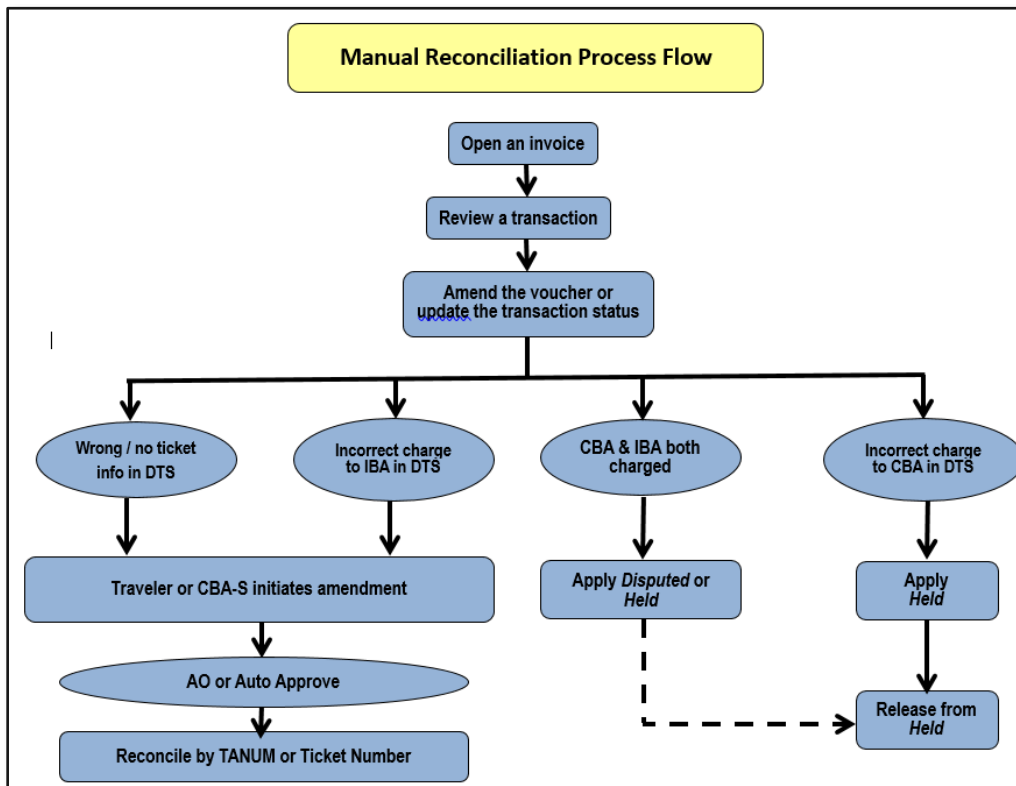 Manual Reconciliation Process Flow
Open an invoice
Review a transaction
Amend the voucher or
update the transaction status
Wrong / no ticket
info in DTS
Incorrect charge
to IBA in DTS
CBA & IBA both
charged
Incorrect charge
to CBA in DTS
Traveler or CBA-S initiates amendment
Apply Disputed or
Held
Apply
Held
AO or Auto Approve
Release from
Held
Reconcile by TANUM or Ticket Number